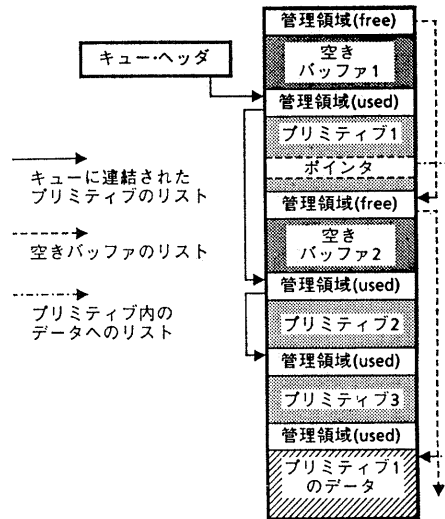 管理領域(free)
キュー・ヘッダ
空き
バッファ1
管理領域(used)
プリミティブ1
ポインタ
キューに連結された
プリミティブのリスト
管理領域(free)
空き
バッファ2
空きバッファのリスト
管理領域(used)
プリミティブ内の
データへのリスト
プリミティブ2
管理領域(used)
プリミティブ3
管理領域(used)
プリミティブ1
のデータ